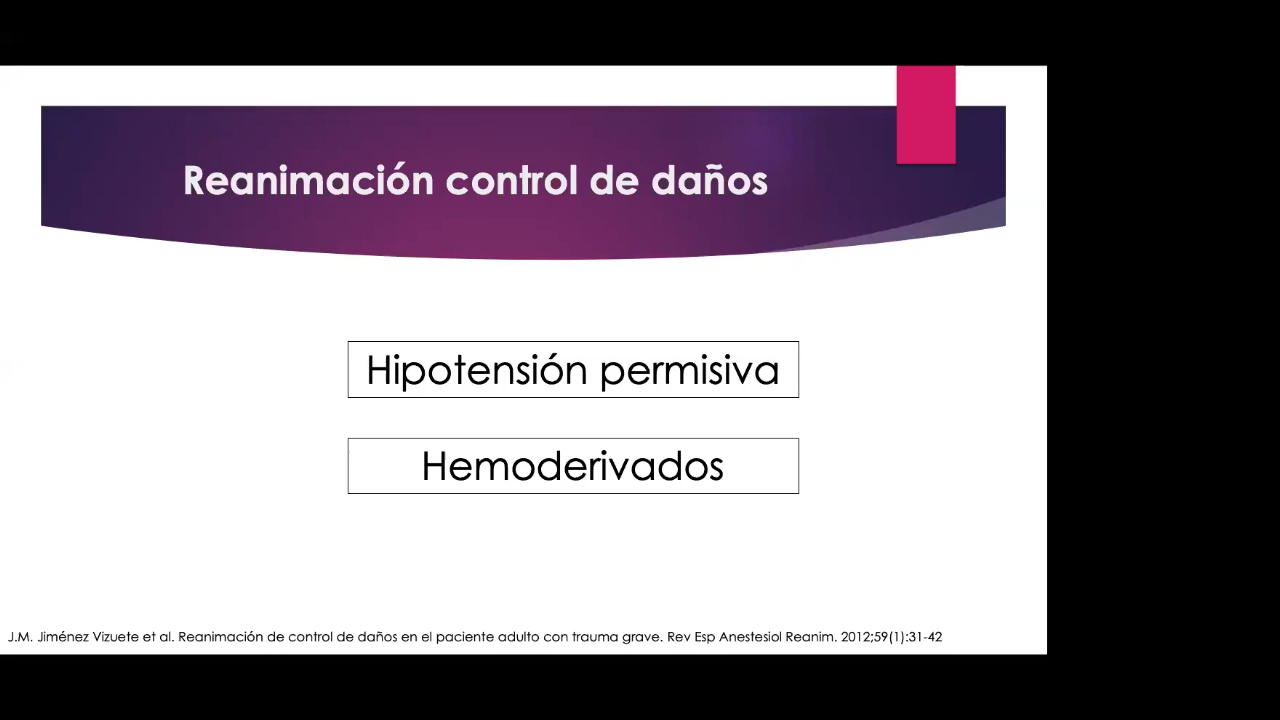 Reanimación control de daños
Hipotensión permisiva
Hemoderivados
J.M. Jiménez Vizuete et al. Reanimación de control de daños en el paciente adulto con trauma grave. Rev Esp Anestesiol Reanim. 2012;59(1):31-42